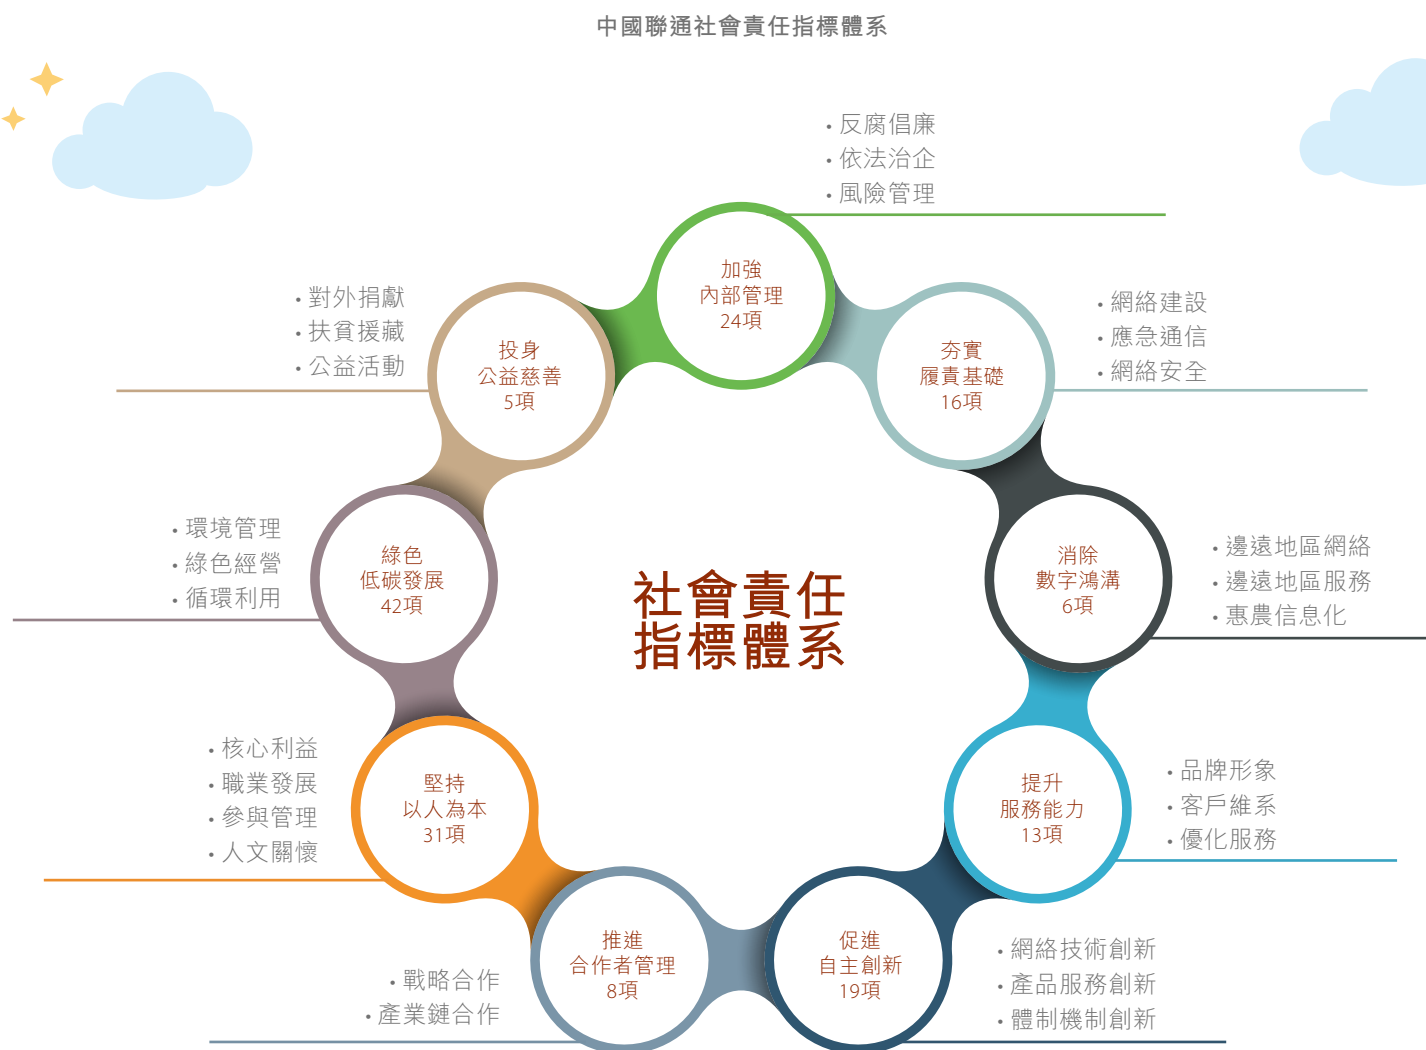 中國聯通社會責任指標體系
• 反腐倡廉
• 依法治企
• 風險管理
加強
內部管理
24項
• 網絡建設
• 應急通信
• 網絡安全
夯實
履責基礎
16項
• 邊遠地區網絡
• 邊遠地區服務
• 惠農信息化
消除
數字鴻溝
6項
• 品牌形象
• 客戶維系
• 優化服務
提升
服務能力
13項
• 網絡技術創新
• 產品服務創新
• 體制機制創新
促進
自主創新
19項
• 戰略合作
• 產業鏈合作
推進
合作者管理
8項
• 核心利益
• 職業發展
• 參與管理
• 人文關懷
堅持
以人為本
31項
• 環境管理
• 綠色經營
• 循環利用
綠色
低碳發展
42項
• 對外捐獻
• 扶貧援藏
• 公益活動
投身
公益慈善
5項
社會責任
指標體系